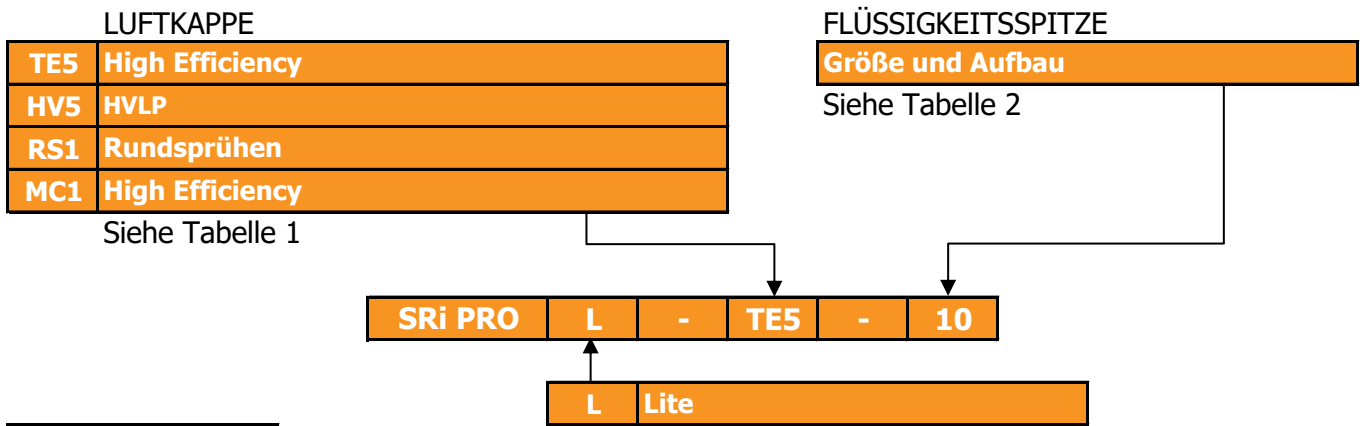 LUFTKAPPE
TE5 High Efficiency
HV5 HVLP
RS1 Rundsprühen
MC1 High Efficiency
Siehe Tabelle 1
FLÜSSIGKEITSSPITZE
Größe und Aufbau
Siehe Tabelle 2
SRi PRO L - TE5 - 10
L Lite